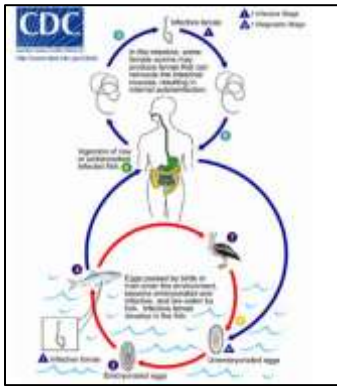 CDC
Infective larvae
= Infective Stage
= Diagnostic Stage
In the intestine, some
female worms may
produce larvae that can
reinvade the intestinal
mucosa, resulting in
internal autoinfection.
Ingestion of raw
or undercooked
infected fish.
Eggs passed by birds or
man enter the environment,
become embryonated and
infective, and are eaten by
fish. Infective larvae
develop in the fish.
Infective larvae
Unembryonated eggs
Embryonated eggs